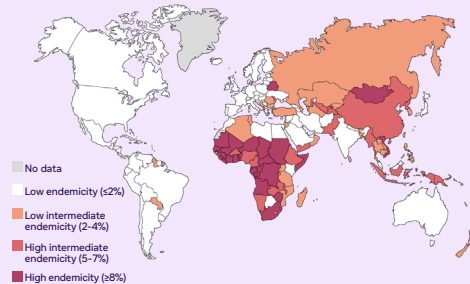 No data
Low endemicity (≤2%)
Low intermediate
endemicity (2-4%)
High intermediate
endemicity (5-7%)
High endemicity (≥8%)